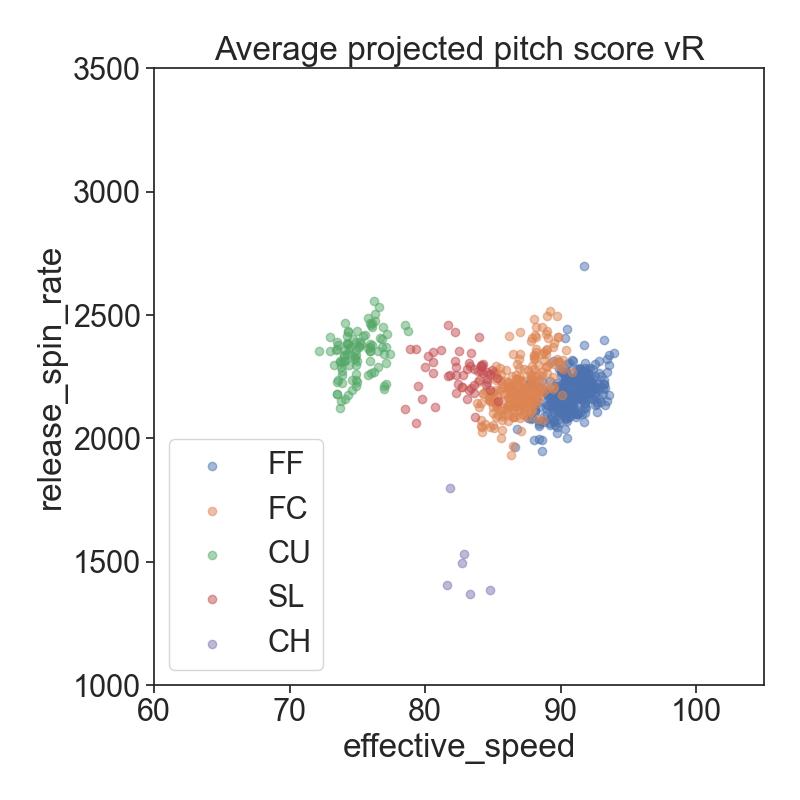 Average projected pitch score vR
3500
3000
2500
2000
1500
1000
release_spin_rate
FF
FC
CU
SL
CH
60 70 80 90 100
effective_speed